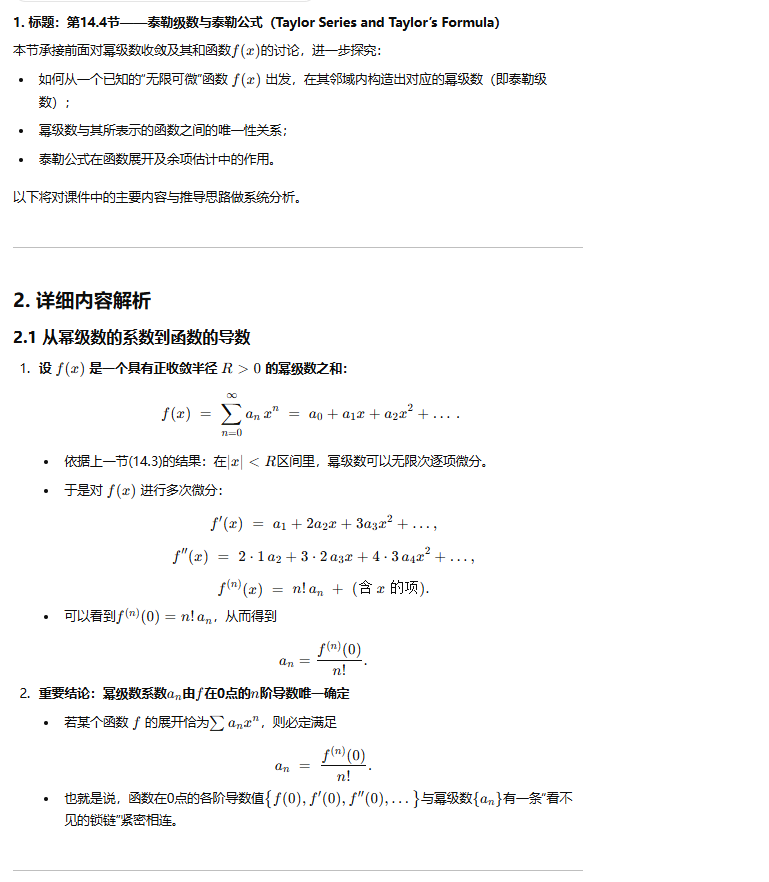 1. 标题：第14.4节——泰勒级数与泰勒公式（Taylor Series and Taylor’s Formula）
本节承接前面对幂级数收敛及其和函数f(x)的讨论，进一步探究：
• 如何从一个已知的“无限可微”函数 f(x) 出发，在其邻域内构造出对应的幂级数（即泰勒级
数）；
• 幂级数与其所表示的函数之间的唯一性关系；
• 泰勒公式在函数展开及余项估计中的作用。
以下将对课件中的主要内容与推导思路做系统分析。
2. 详细内容解析
2.1 从幂级数的系数到函数的导数
1. 设 f(x) 是一个具有正收敛半径 R > 0 的幂级数之和：
f(x) = ∑_{n=0}^{∞} a_n x^n = a_0 + a_1x + a_2x^2 + … .
• 依据上一节(14.3)的结果：在|x| < R区间里，幂级数可以无限次逐项微分。
• 于是对 f(x) 进行多次微分：
f′(x) = a_1 + 2a_2x + 3a_3x^2 + … ,
f″(x) = 2 · 1 a_2 + 3 · 2 a_3x + 4 · 3 a_4x^2 + … ,
f^{(n)}(x) = n! a_n + (含 x 的项).
• 可以看到f^{(n)}(0) = n! a_n，从而得到
a_n = \frac{f^{(n)}(0)}{n!}.
2. 重要结论：幂级数系数a_n由f在0点的n阶导数唯一确定
• 若某个函数 f 的展开恰为∑ a_nx^n，则必定满足
a_n = \frac{f^{(n)}(0)}{n!}.
• 也就是说，函数在0点的各阶导数值{f(0), f′(0), f″(0), …}与幂级数{a_n}有一条“看不
见的锁链”紧密相连。